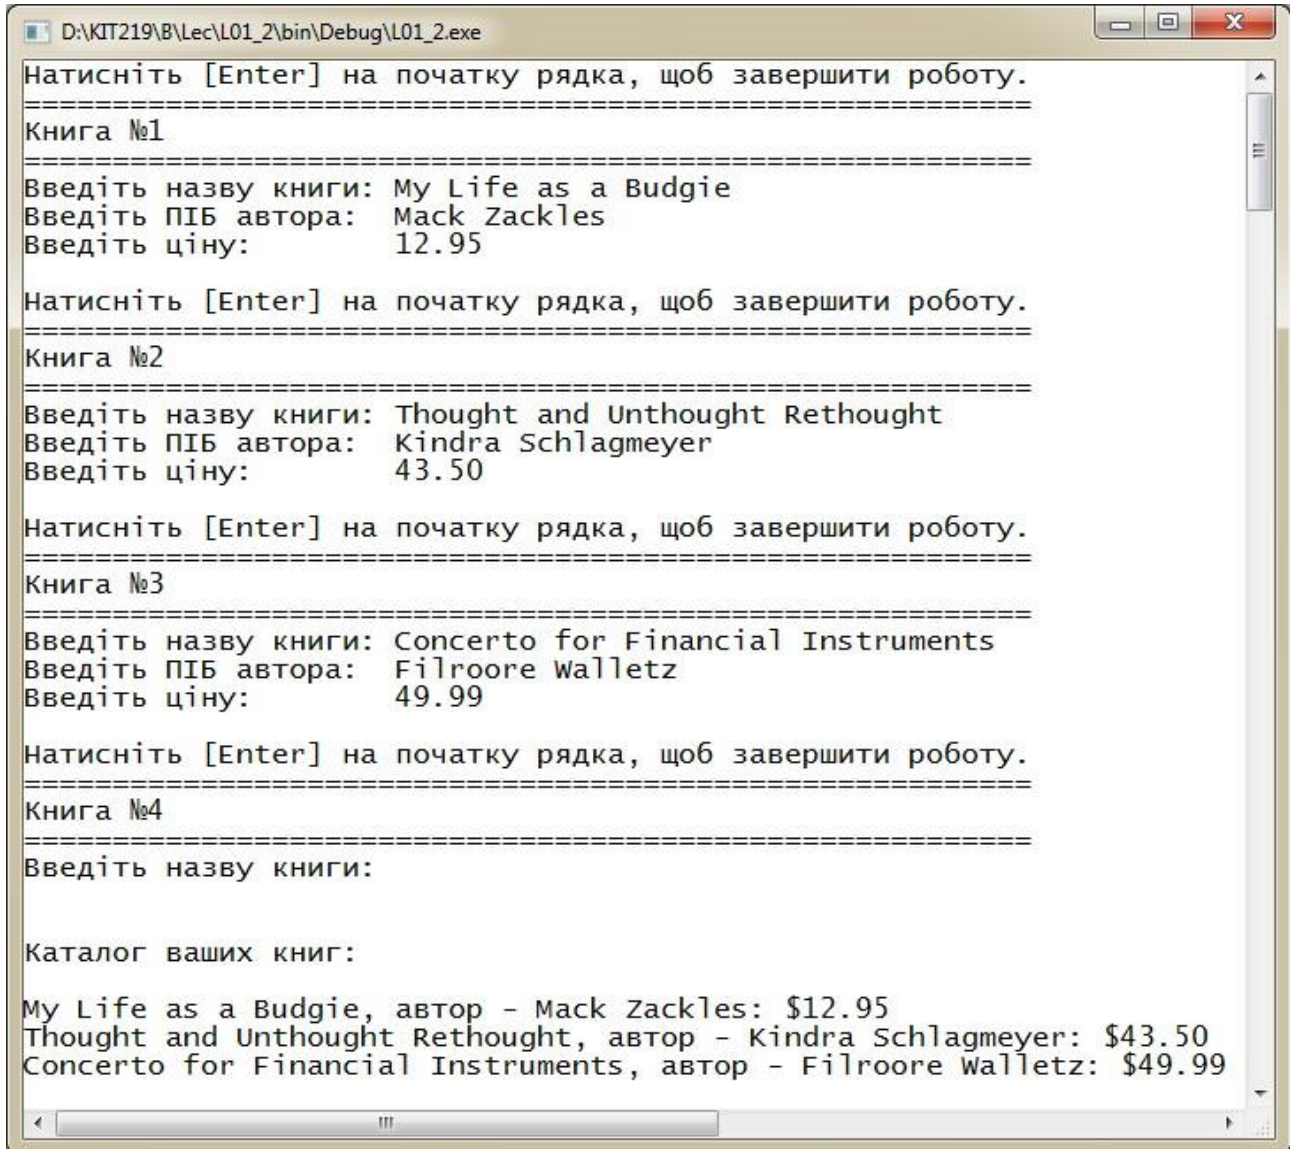 D:\KIT219\B\Lec\L01_2\bin\Debug\L01_2.exe
Натисніть [Enter] на початку рядка, щоб завершити роботу.
=========================================================
Книга №1
=========================================================
Введіть назву книги: My Life as a Budgie
Введіть ПІБ автора:  Mack Zackles
Введіть ціну:        12.95

Натисніть [Enter] на початку рядка, щоб завершити роботу.
=========================================================
Книга №2
=========================================================
Введіть назву книги: Thought and Unthought Rethought
Введіть ПІБ автора:  Kindra Schlagmeyer
Введіть ціну:        43.50

Натисніть [Enter] на початку рядка, щоб завершити роботу.
=========================================================
Книга №3
=========================================================
Введіть назву книги: Concerto for Financial Instruments
Введіть ПІБ автора:  Filroore Walletz
Введіть ціну:        49.99

Натисніть [Enter] на початку рядка, щоб завершити роботу.
=========================================================
Книга №4
=========================================================
Введіть назву книги:

Каталог ваших книг:

My Life as a Budgie, автор - Mack Zackles: $12.95
Thought and Unthought Rethought, автор - Kindra Schlagmeyer: $43.50
Concerto for Financial Instruments, автор - Filroore Walletz: $49.99